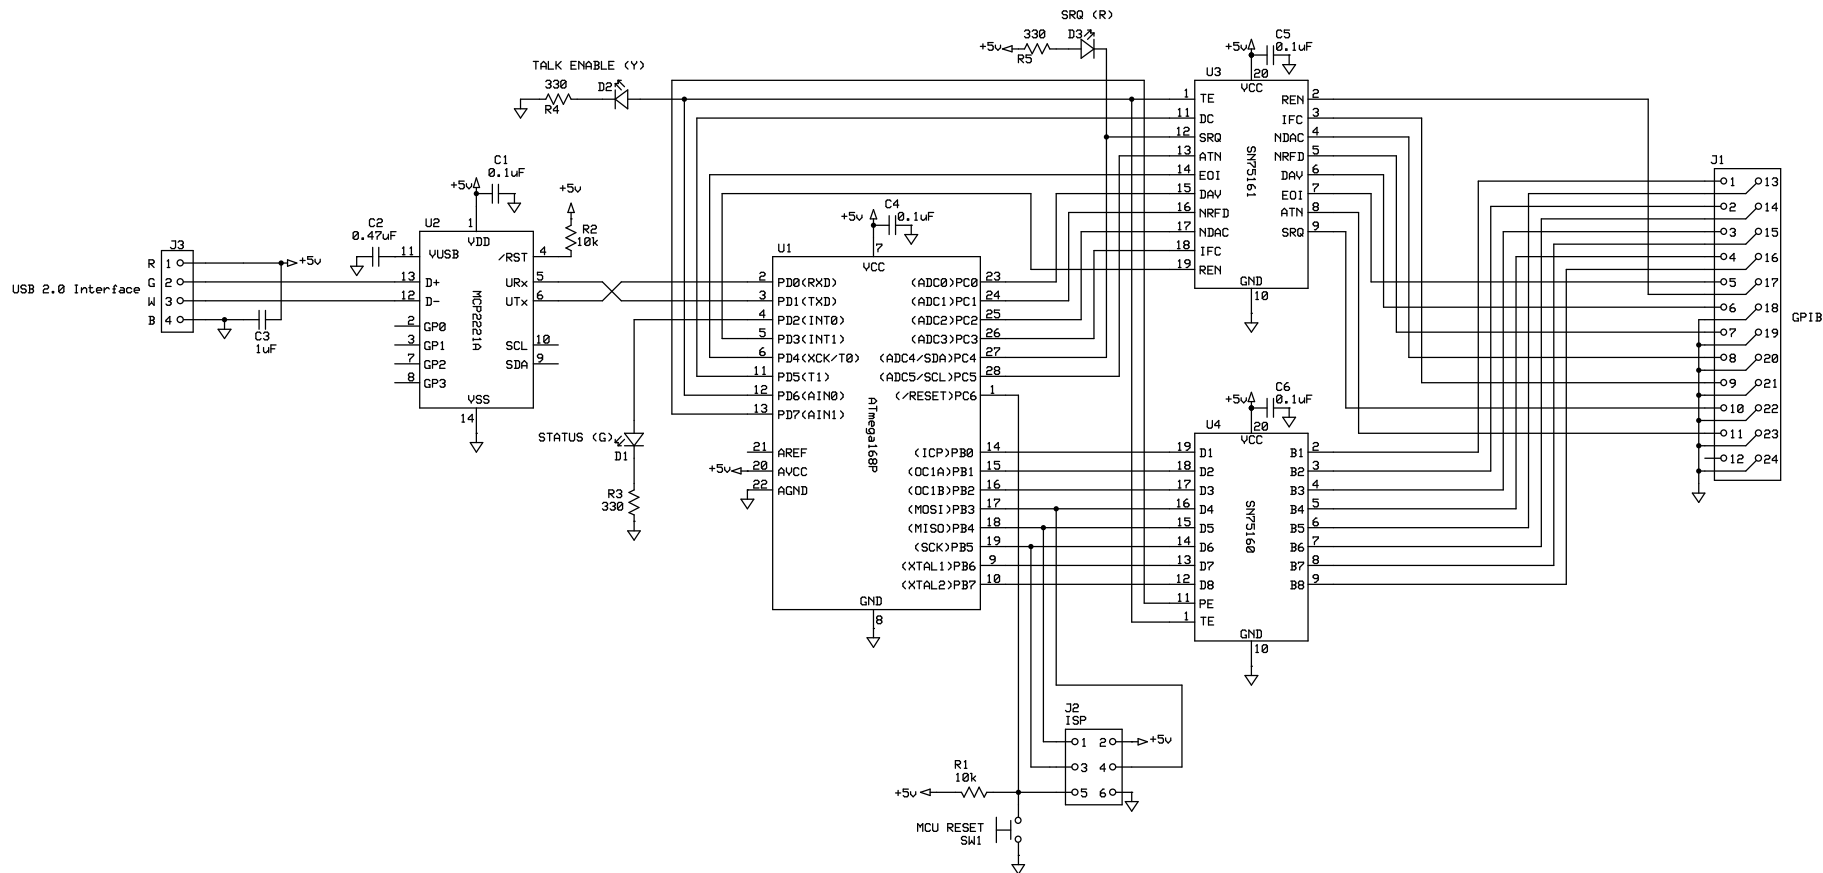 SRQ (R)
330
D3
+5v
R5
C5
0.1uF
+5v
TALK ENABLE (Y)
330
D2
R4
U3
20
VCC
1 TE
11 DC
12 SRQ
13 ATN
14 EOI
15 DAV
16 NRFD
17 NDAC
18 IFC
19 REN
SN75161
REN 2
IFC 3
NDAC 4
NRFD 5
DAV 6
EOI 7
ATN 8
SRQ 9
GND
10
J1
1 13
2 14
3 15
4 16
5 17
6 18
7 19
8 20
9 21
10 22
11 23
12 24
GPIB
C1
0.1uF
+5v
+5v
R2
10k
C2
0.47uF
U2
1
VDD
11 VUSB
13 D+
12 D-
2 GP0
3 GP1
7 GP2
8 GP3
MCP2221A
/RST 4
URx 5
UTx 6
SCL 10
SDA 9
VSS
14
J3
R 1
G 2
W 3
B 4
+5v
USB 2.0 Interface
C3
1uF
C4
0.1uF
+5v
U1
7
VCC
2 PD0(RXD)
3 PD1(TXD)
4 PD2(INT0)
5 PD3(INT1)
6 PD4(XCK/T0)
11 PD5(T1)
12 PD6(AIN0)
13 PD7(AIN1)
21 AREF
+5v 20 AVCC
22 AGND
ATmega168P
(ADC0)PC0 23
(ADC1)PC1 24
(ADC2)PC2 25
(ADC3)PC3 26
(ADC4/SDA)PC4 27
(ADC5/SCL)PC5 28
(/RESET)PC6 1
(ICP)PB0 14
(OC1A)PB1 15
(OC1B)PB2 16
(MOSI)PB3 17
(MISO)PB4 18
(SCK)PB5 19
(XTAL1)PB6 9
(XTAL2)PB7 10
GND
8
STATUS (G)
D1
R3
330
C6
0.1uF
+5v
U4
20
VCC
19 D1
18 D2
17 D3
16 D4
15 D5
14 D6
13 D7
12 D8
11 PE
1 TE
SN75160
B1 2
B2 3
B3 4
B4 5
B5 6
B6 7
B7 8
B8 9
GND
10
J2
ISP
1 2 +5v
3 4
5 6
R1
10k
+5v
MCU RESET
SW1